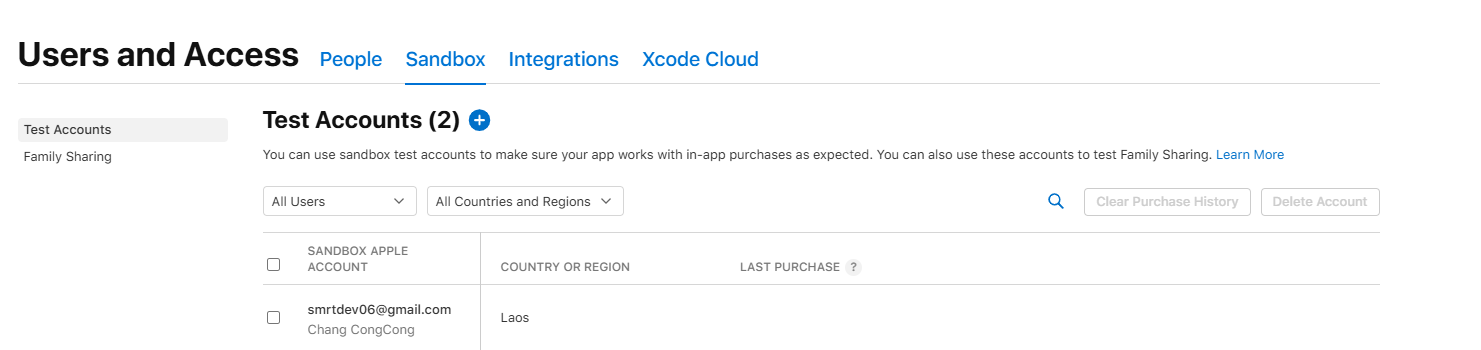 Users and Access People Sandbox Integrations Xcode Cloud
Test Accounts
Family Sharing
Test Accounts (2)
You can use sandbox test accounts to make sure your app works with in-app purchases as expected. You can also use these accounts to test Family Sharing. Learn More
All Users All Countries and Regions Clear Purchase History Delete Account
SANDBOX APPLE
ACCOUNT
COUNTRY OR REGION LAST PURCHASE ?
smrtdev06@gmail.com
Chang CongCong
Laos